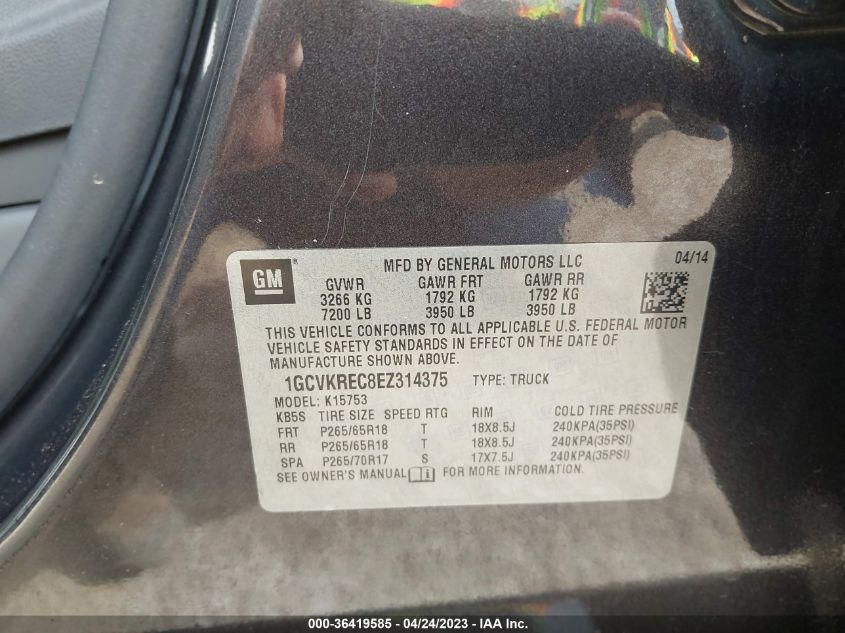 GM
MFD BY GENERAL MOTORS LLC
04/14
GVWR GAWR FRT GAWR RR
3266 KG 1792 KG 1792 KG
7200 LB 3950 LB 3950 LB
THIS VEHICLE CONFORMS TO ALL APPLICABLE U.S. FEDERAL MOTOR
VEHICLE SAFETY STANDARDS IN EFFECT ON THE DATE OF
MANUFACTURE SHOWN ABOVE.
1GCVKREC8EZ314375 TYPE: TRUCK
MODEL: K15753
KB5S TIRE SIZE SPEED RTG RIM COLD TIRE PRESSURE
FRT P265/65R18 T 18X8.5J 240KPA(35PSI)
RR P265/65R18 T 18X8.5J 240KPA(35PSI)
SPA P265/70R17 S 17X7.5J 240KPA(35PSI)
SEE OWNER'S MANUAL FOR MORE INFORMATION.
000-36419585 - 04/24/2023 - IAA Inc.